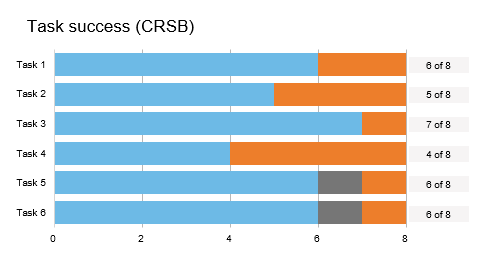 Task success (CRSB)
Task 1 6 of 8
Task 2 5 of 8
Task 3 7 of 8
Task 4 4 of 8
Task 5 6 of 8
Task 6 6 of 8
0 2 4 6 8